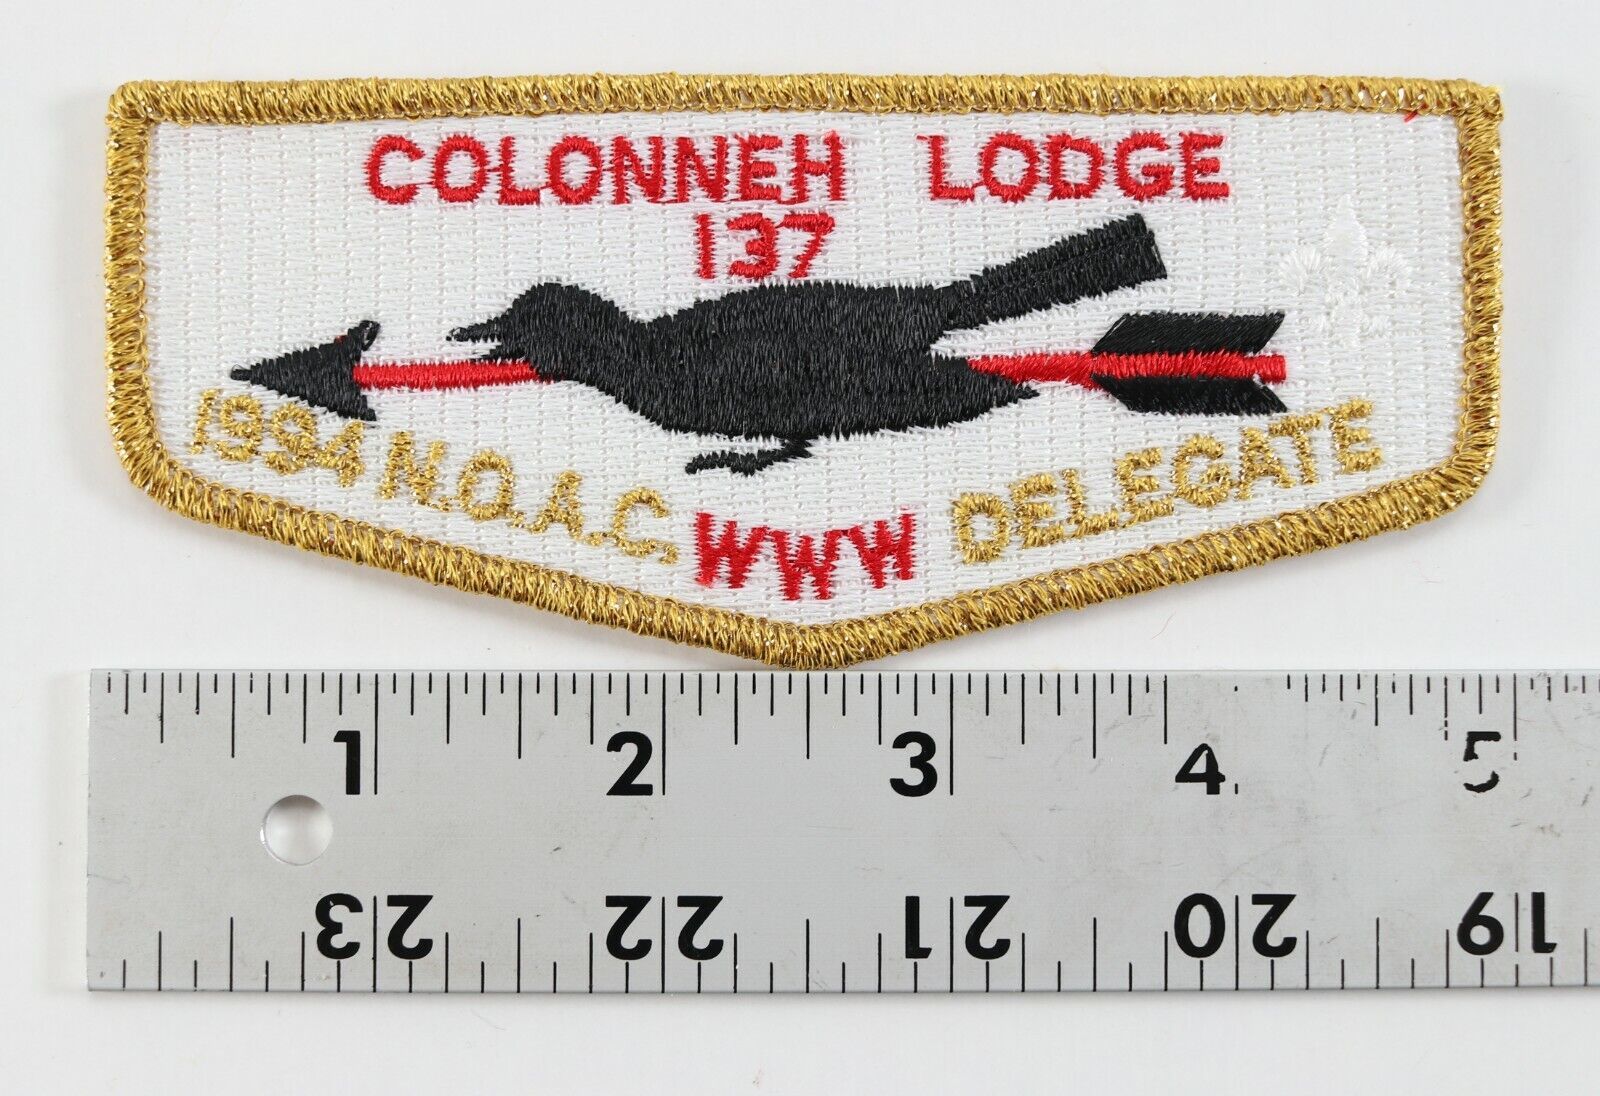 COLONNEH LODGE
137
1994 N.O.A.C. WWW DELEGATE
1 2 3 4 5
23 22 21 20 19